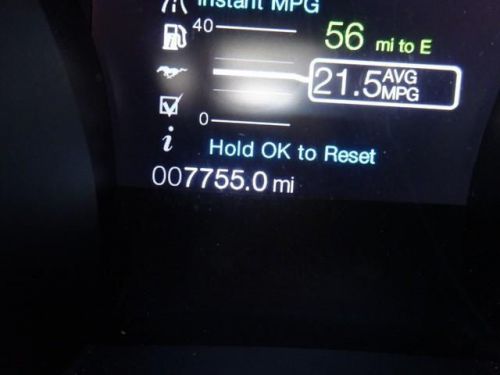 Instant MPG
40
56 mi to E
21.5 AVG MPG
0
i
Hold OK to Reset
007755.0 mi